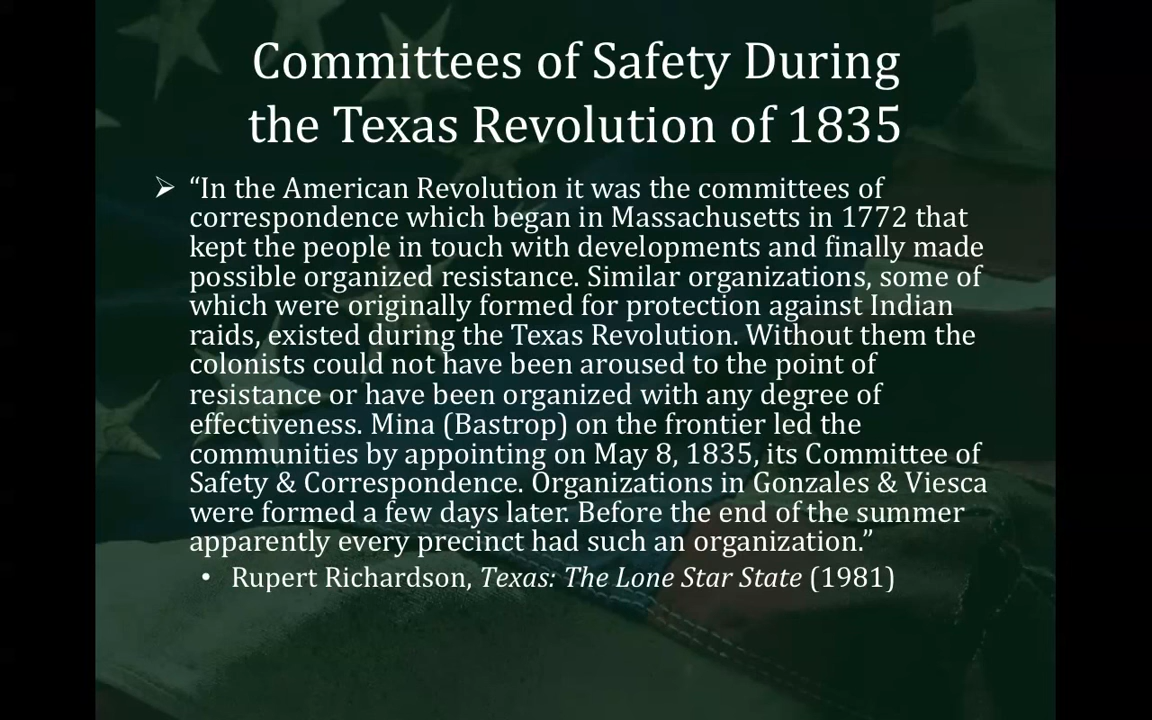 Committees of Safety During
the Texas Revolution of 1835
➢ “In the American Revolution it was the committees of
correspondence which began in Massachusetts in 1772 that
kept the people in touch with developments and finally made
possible organized resistance. Similar organizations, some of
which were originally formed for protection against Indian
raids, existed during the Texas Revolution. Without them the
colonists could not have been aroused to the point of
resistance or have been organized with any degree of
effectiveness. Mina (Bastrop) on the frontier led the
communities by appointing on May 8, 1835, its Committee of
Safety & Correspondence. Organizations in Gonzales & Viesca
were formed a few days later. Before the end of the summer
apparently every precinct had such an organization.”
• Rupert Richardson, Texas: The Lone Star State (1981)